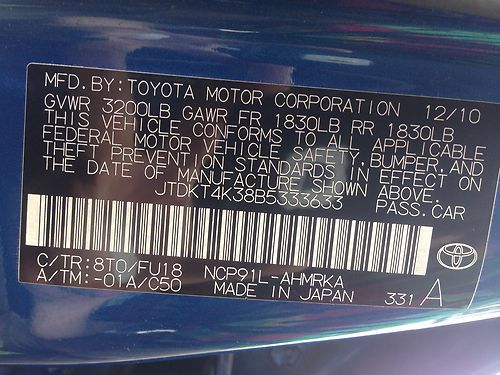 MFD. BY: TOYOTA MOTOR CORPORATION 12/10
GVWR 3200LB GAWR FR 1830LB RR 1830LB
THIS VEHICLE CONFORMS TO ALL APPLICABLE
FEDERAL MOTOR VEHICLE SAFETY, BUMPER, AND
THEFT PREVENTION STANDARDS IN EFFECT ON
THE DATE OF MANUFACTURE SHOWN ABOVE.
JTDKT4K38B5333633 PASS. CAR
C/TR: 8T0/FU18 NCP91L-AHMRKA
A/TM: -01A/C50 MADE IN JAPAN 331 A